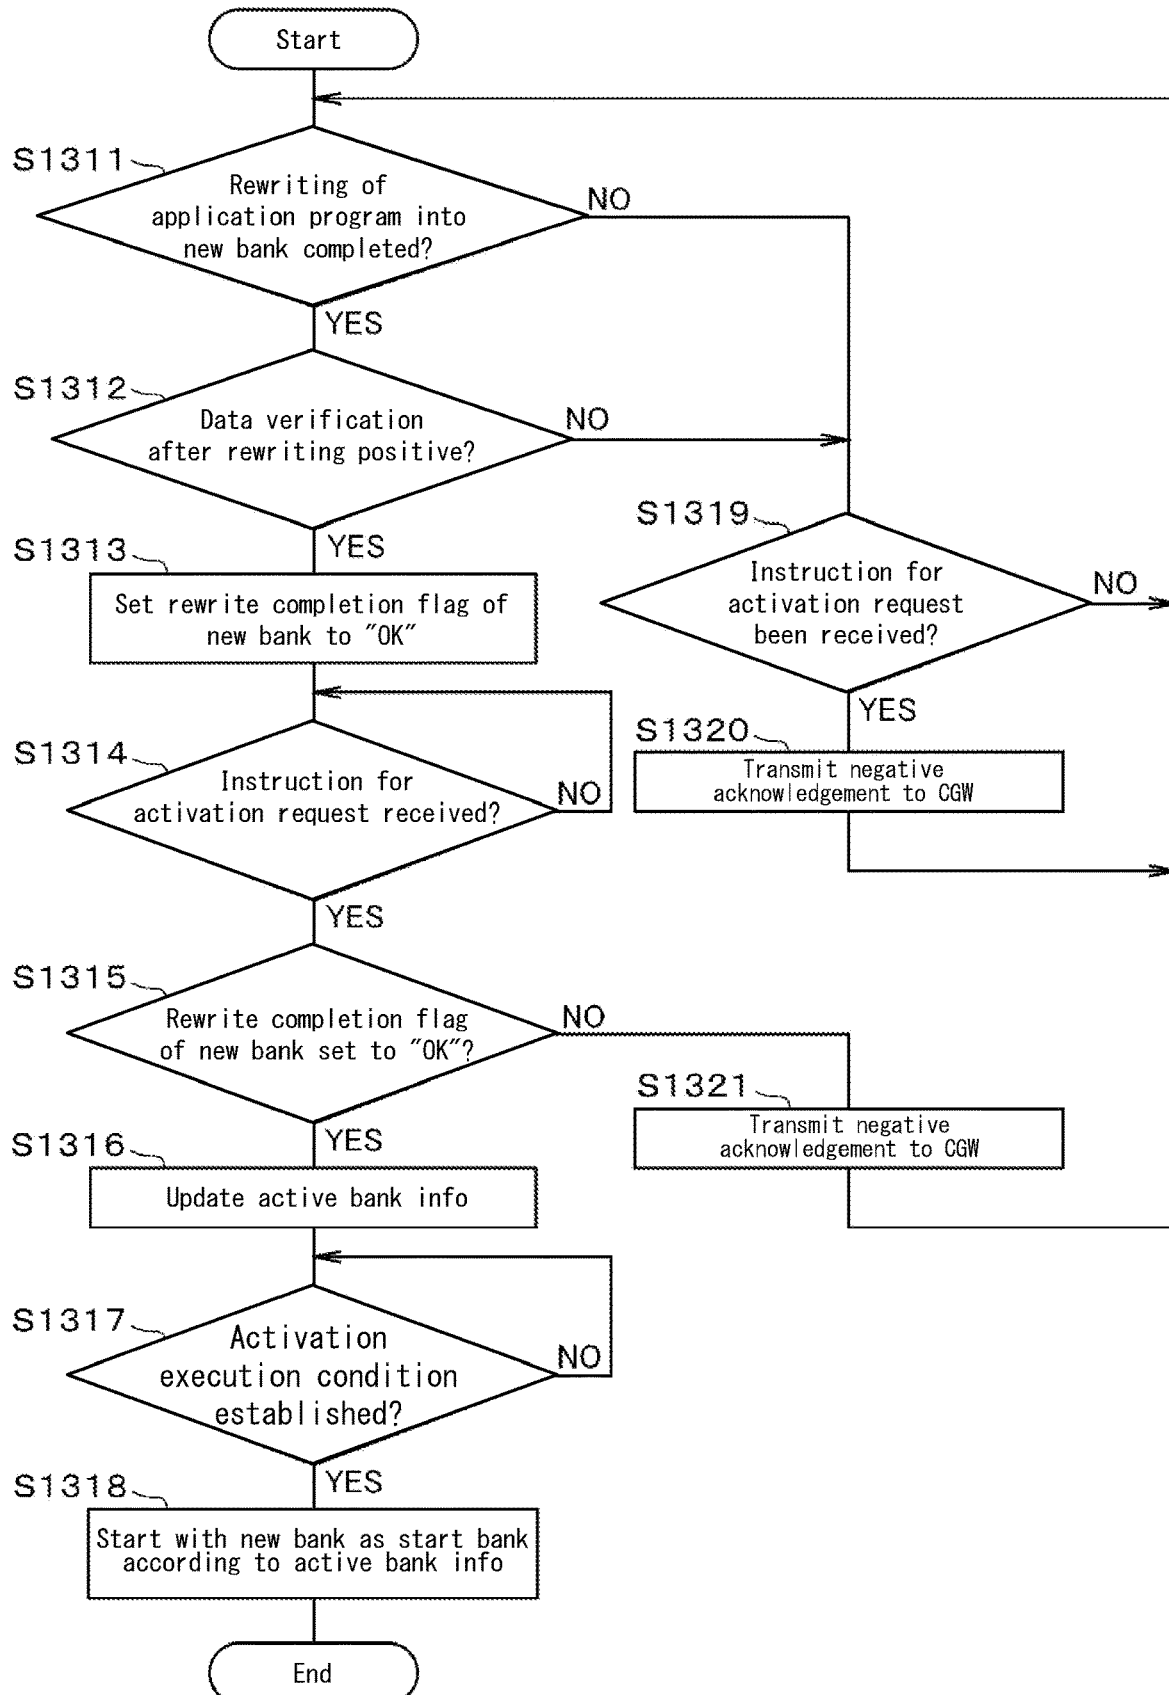 Start
S1311
Rewriting of
application program into
new bank completed?
NO
YES
S1312
Data verification
after rewriting positive?
NO
YES
S1313
Set rewrite completion flag of
new bank to "OK"
S1319
Instruction for
activation request
been received?
NO
YES
S1320
Transmit negative
acknowledgement to CGW
S1314
Instruction for
activation request received?
NO
YES
S1315
Rewrite completion flag
of new bank set to "OK"?
NO
YES
S1321
Transmit negative
acknowledgement to CGW
S1316
Update active bank info
S1317
Activation
execution condition
established?
NO
YES
S1318
Start with new bank as start bank
according to active bank info
End